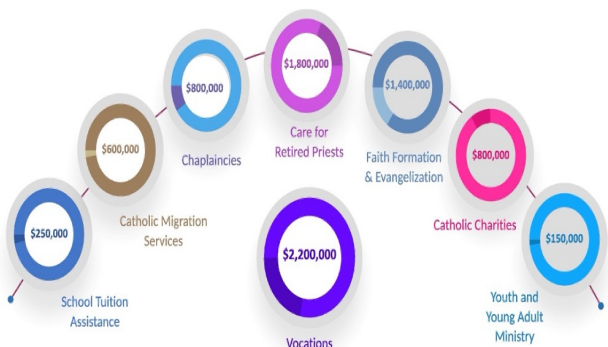 $250,000
School Tuition
Assistance
$600,000
Catholic Migration
Services
$800,000
Chaplaincies
$1,800,000
Care for
Retired Priests
$1,400,000
Faith Formation
& Evangelization
$800,000
Catholic Charities
$150,000
Youth and
Young Adult
Ministry
$2,200,000
Vocations